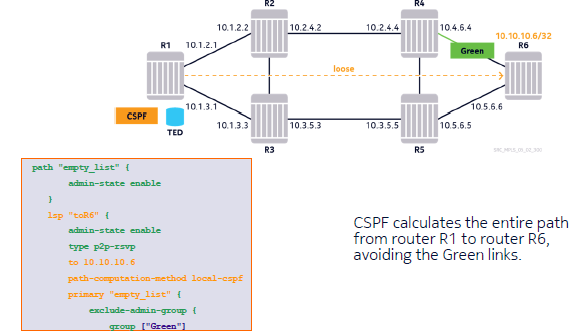 R2
R4
10.1.2.2
10.2.4.2
10.2.4.4
10.4.6.4
10.10.10.6/32
R1
10.1.2.1
Green
R6
loose
CSPF
TED
10.1.3.1
10.5.6.6
10.1.3.3
10.3.5.3
10.3.5.5
10.5.6.5
R3
R5
path "empty_list" {
admin-state enable
}
lsp "toR6" {
admin-state enable
type p2p-rsvp
to 10.10.10.6
path-computation-method local-cspf
primary "empty_list" {
exclude-admin-group {
group ["Green"]
CSPF calculates the entire path
from router R1 to router R6,
avoiding the Green links.